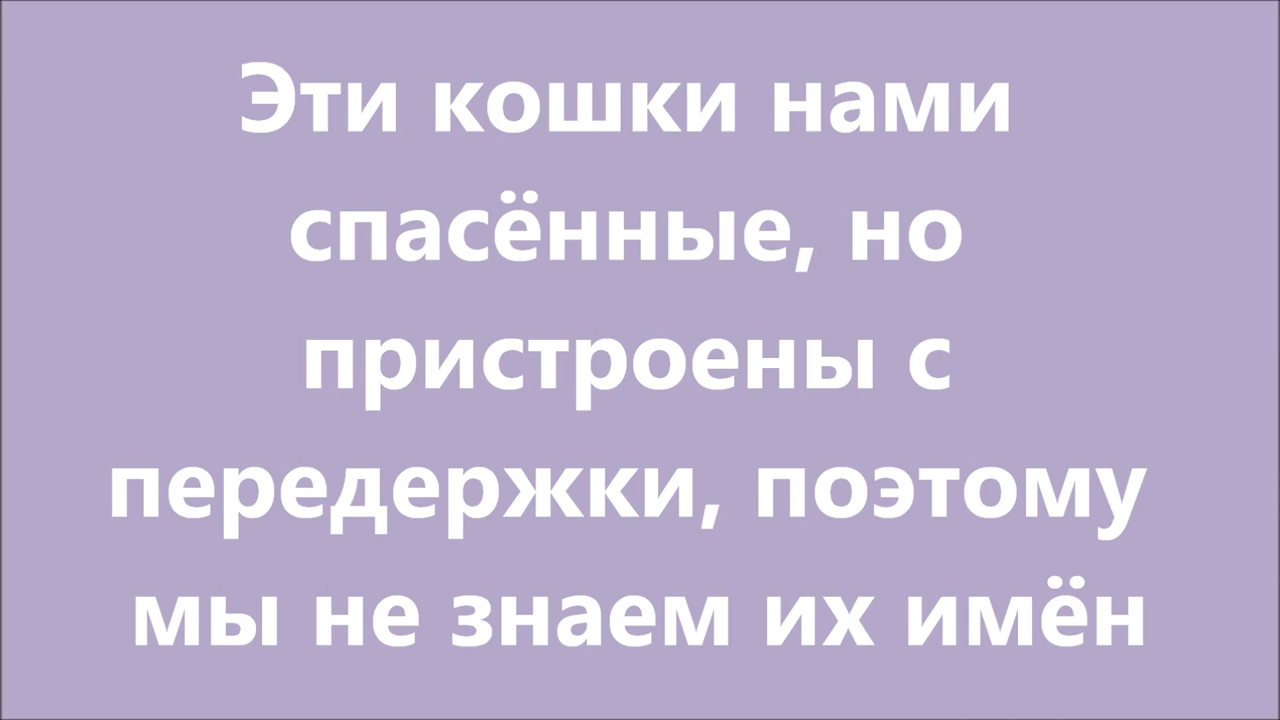 Эти кошки нами
спасённые, но
пристроены с
передержки, поэтому
мы не знаем их имён